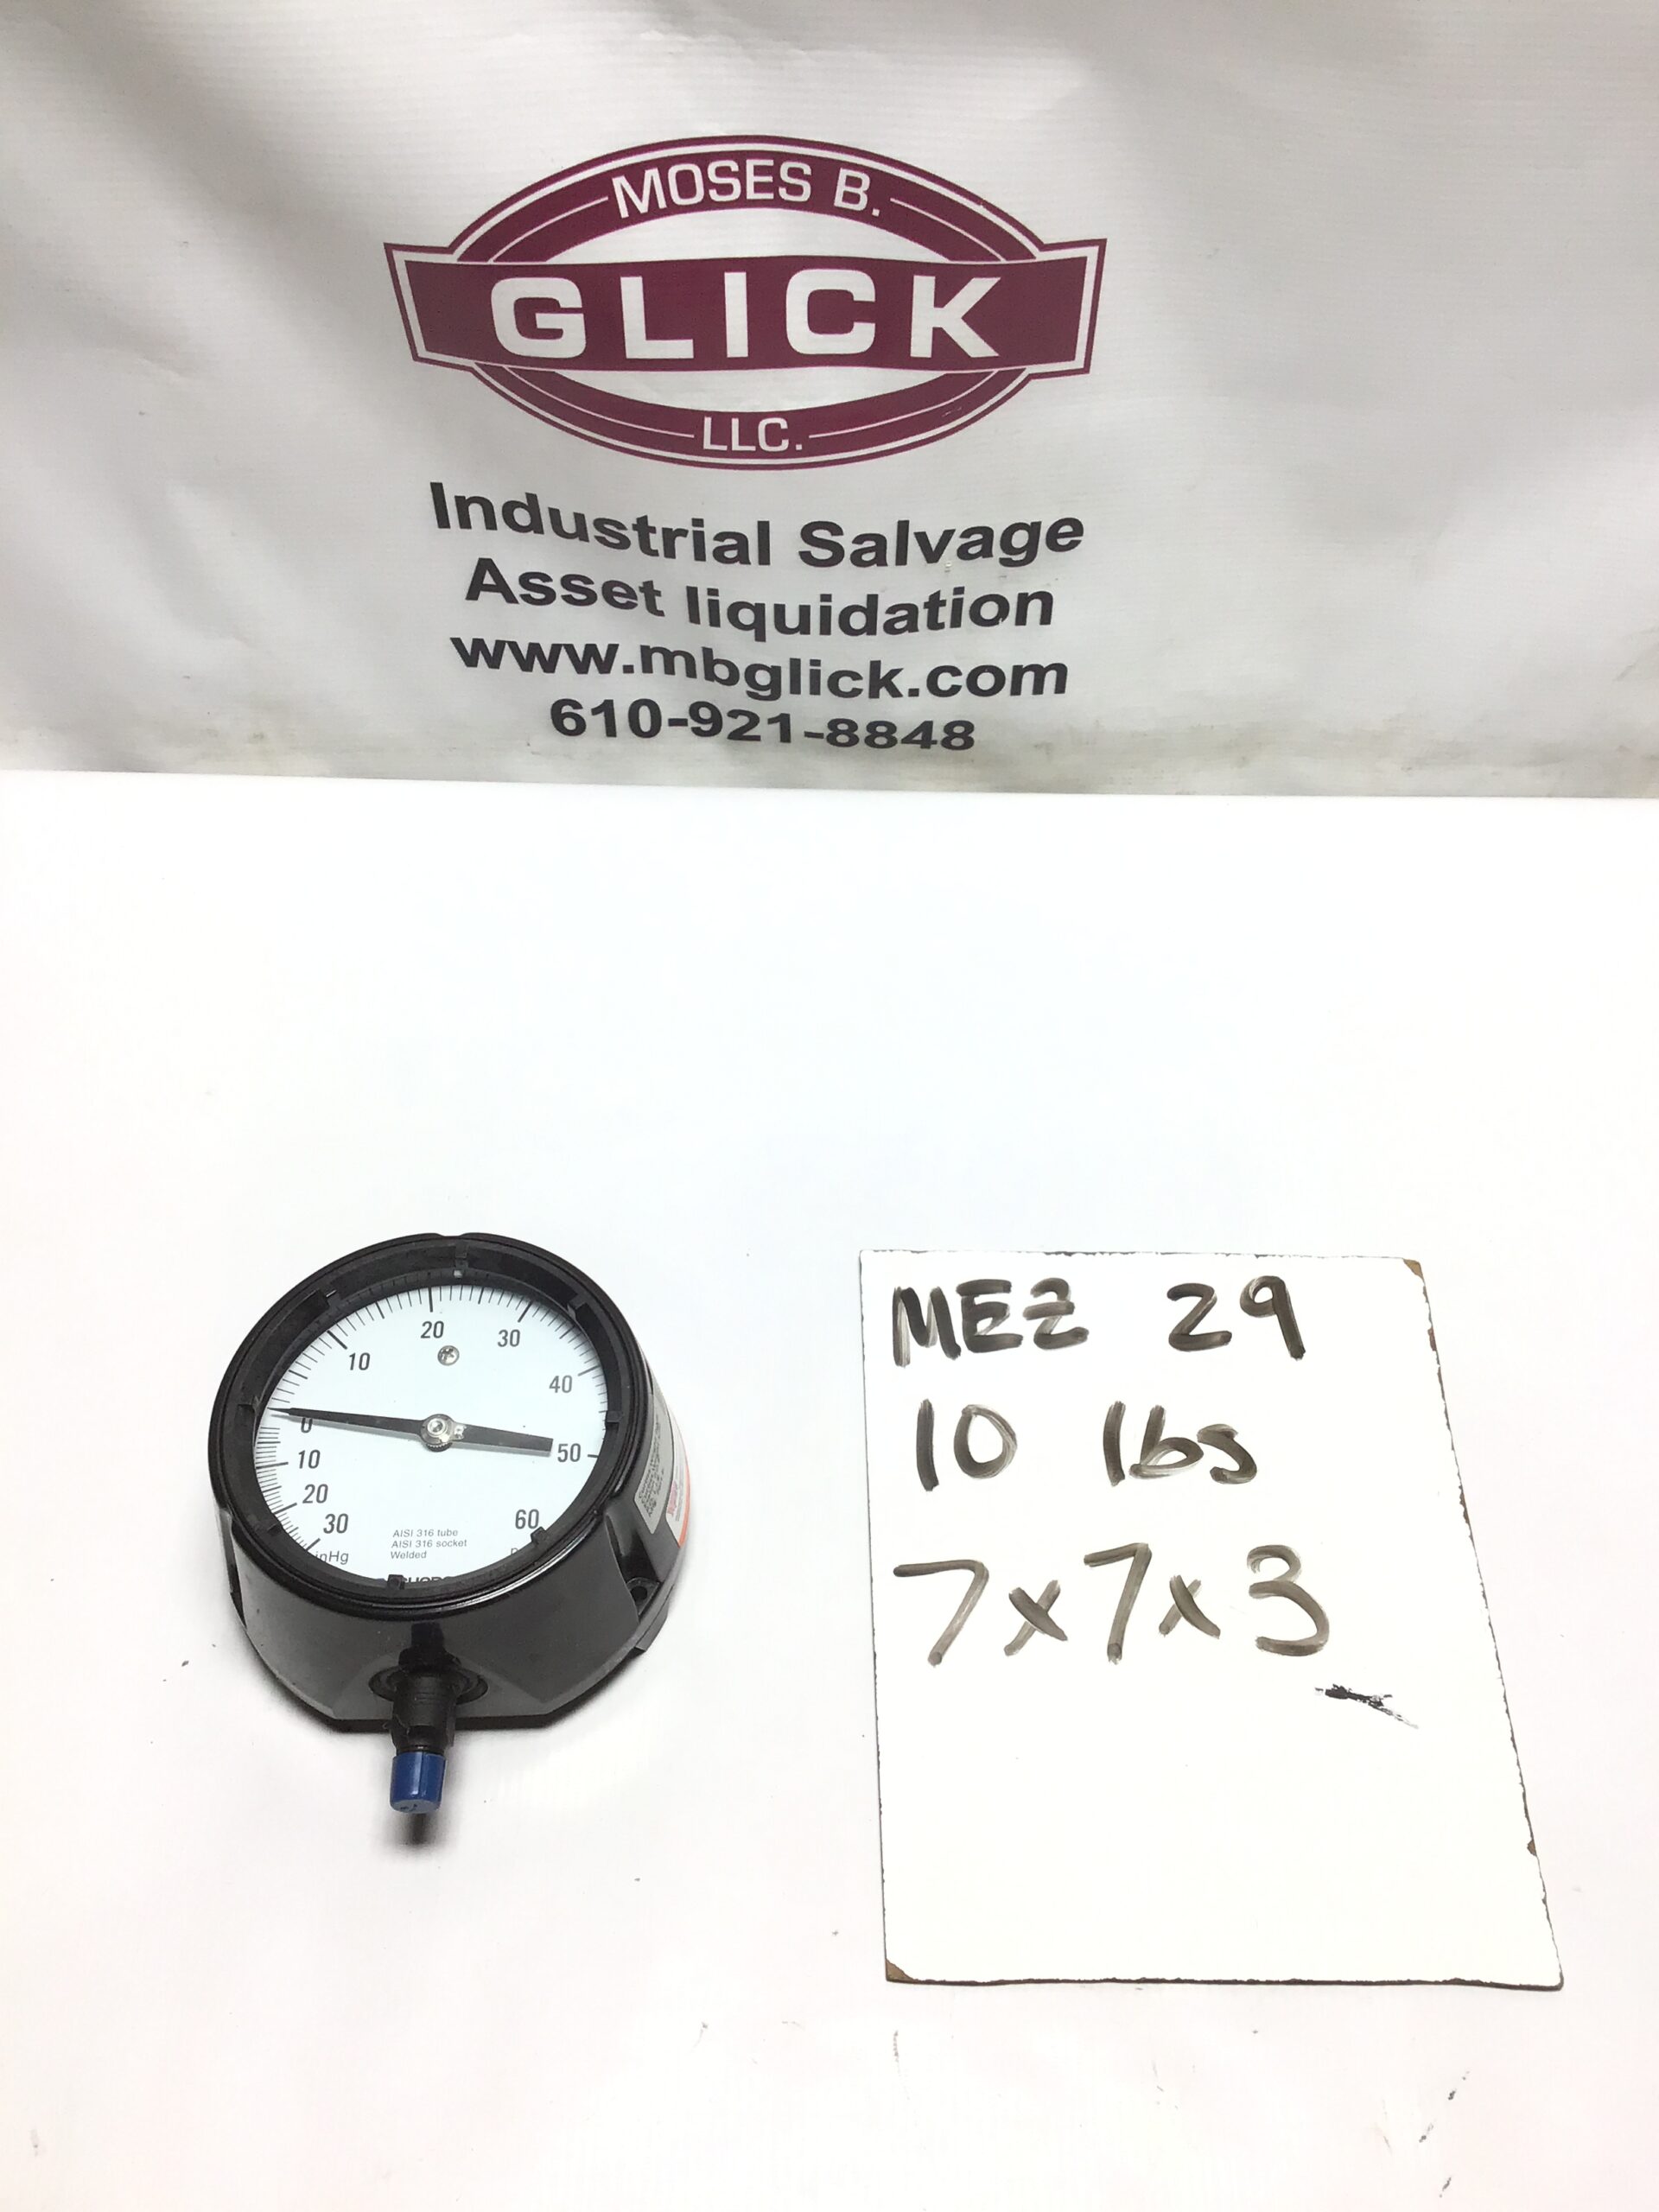 MOSES B.
GLICK
LLC.
Industrial Salvage
Asset liquidation
www.mbglick.com
610-921-8848
20
30
10
40
0
10
50
20
30
60
inHg
AISI 316 tube
AISI 316 socket
Welded
MEZ 29
10 lbs
7x7x3